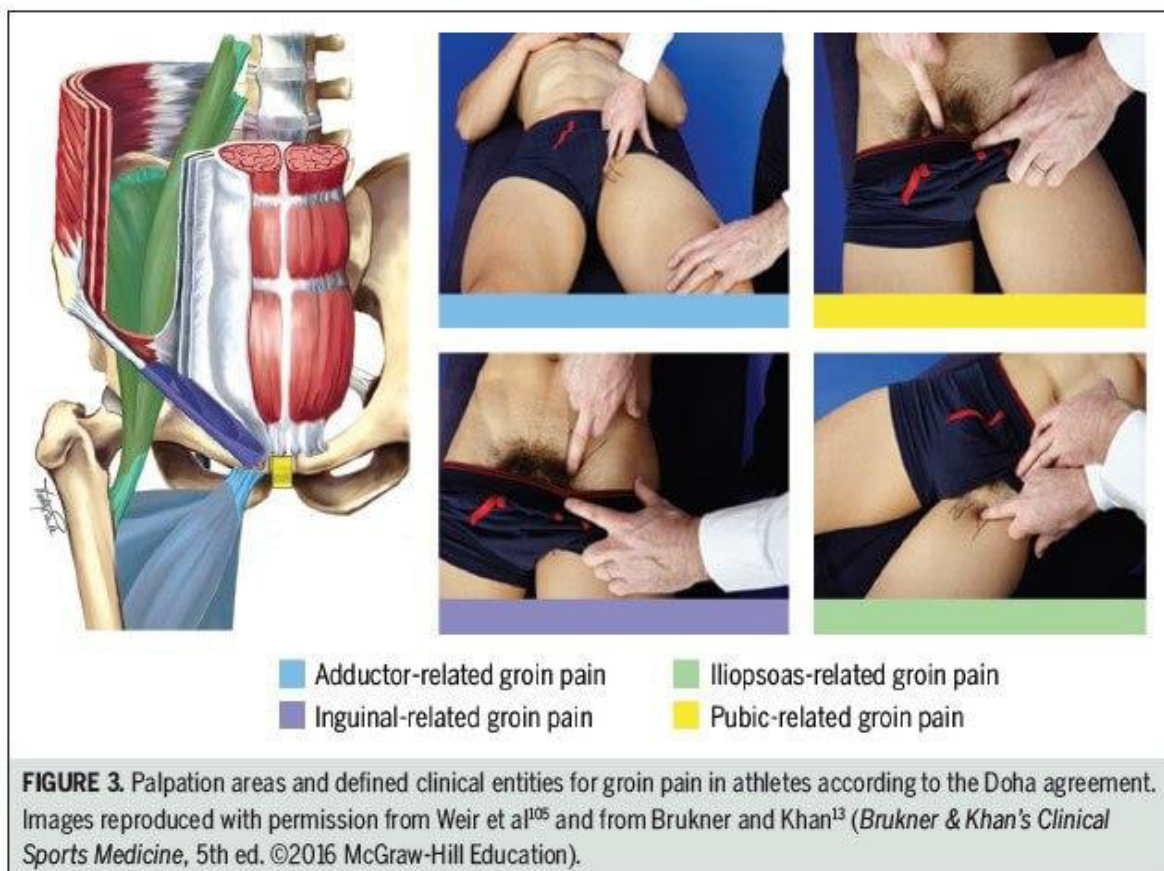 Adductor-related groin pain
Iliopsoas-related groin pain
Inguinal-related groin pain
Pubic-related groin pain
FIGURE 3. Palpation areas and defined clinical entities for groin pain in athletes according to the Doha agreement.
Images reproduced with permission from Weir et al¹⁰⁵ and from Brukner and Khan¹³ (Brukner & Khan's Clinical
Sports Medicine, 5th ed. ©2016 McGraw-Hill Education).